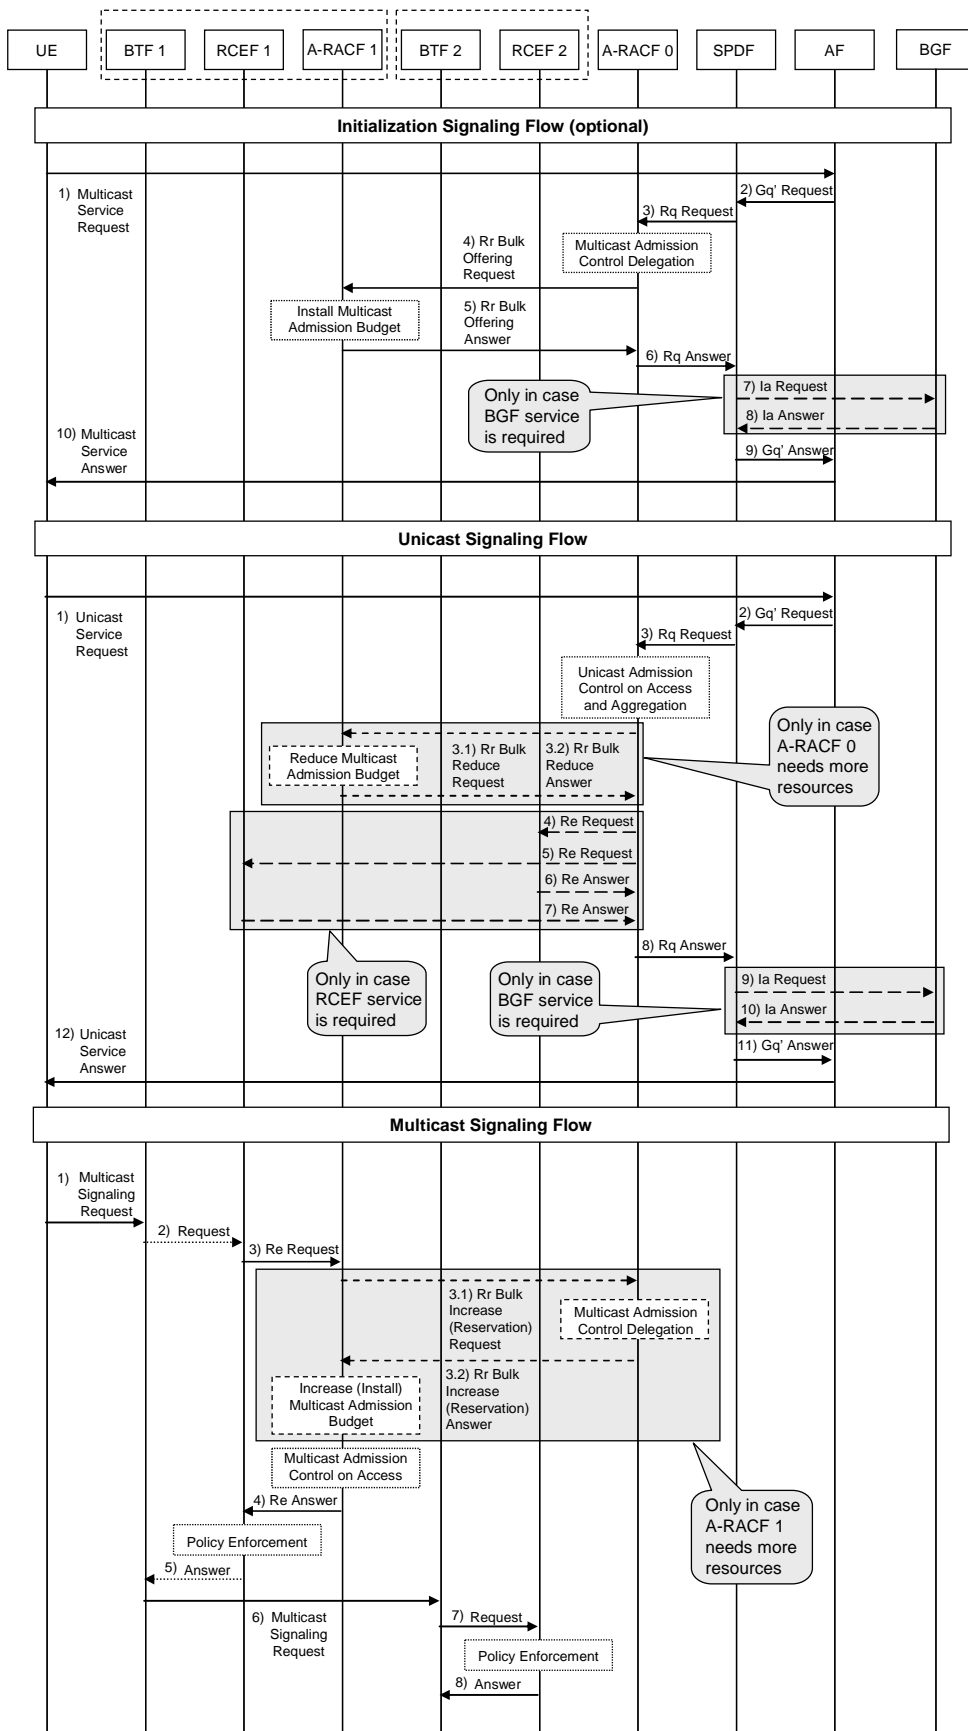 UE
BTF 1
RCEF 1
A-RACF 1
BTF 2
RCEF 2
A-RACF 0
SPDF
AF
BGF
Initialization Signaling Flow (optional)
1) Multicast
Service
Request
2) Gq’ Request
3) Rq Request
Multicast Admission
Control Delegation
4) Rr Bulk
Offering
Request
Install Multicast
Admission Budget
5) Rr Bulk
Offering
Answer
6) Rq Answer
Only in case
BGF service
is required
7) Ia Request
8) Ia Answer
9) Gq’ Answer
10) Multicast
Service
Answer
Unicast Signaling Flow
1) Unicast
Service
Request
2) Gq’ Request
3) Rq Request
Unicast Admission
Control on Access
and Aggregation
Only in case
A-RACF 0
needs more
resources
Reduce Multicast
Admission Budget
3.1) Rr Bulk
Reduce
Request
3.2) Rr Bulk
Reduce
Answer
4) Re Request
5) Re Request
6) Re Answer
7) Re Answer
8) Rq Answer
Only in case
RCEF service
is required
Only in case
BGF service
is required
9) Ia Request
10) Ia Answer
11) Gq’ Answer
12) Unicast
Service
Answer
Multicast Signaling Flow
1) Multicast
Signaling
Request
2) Request
3) Re Request
3.1) Rr Bulk
Increase
(Reservation)
Request
Multicast Admission
Control Delegation
3.2) Rr Bulk
Increase
(Reservation)
Answer
Increase (Install)
Multicast Admission
Budget
Multicast Admission
Control on Access
4) Re Answer
Only in case
A-RACF 1
needs more
resources
Policy Enforcement
5) Answer
6) Multicast
Signaling
Request
7) Request
Policy Enforcement
8) Answer